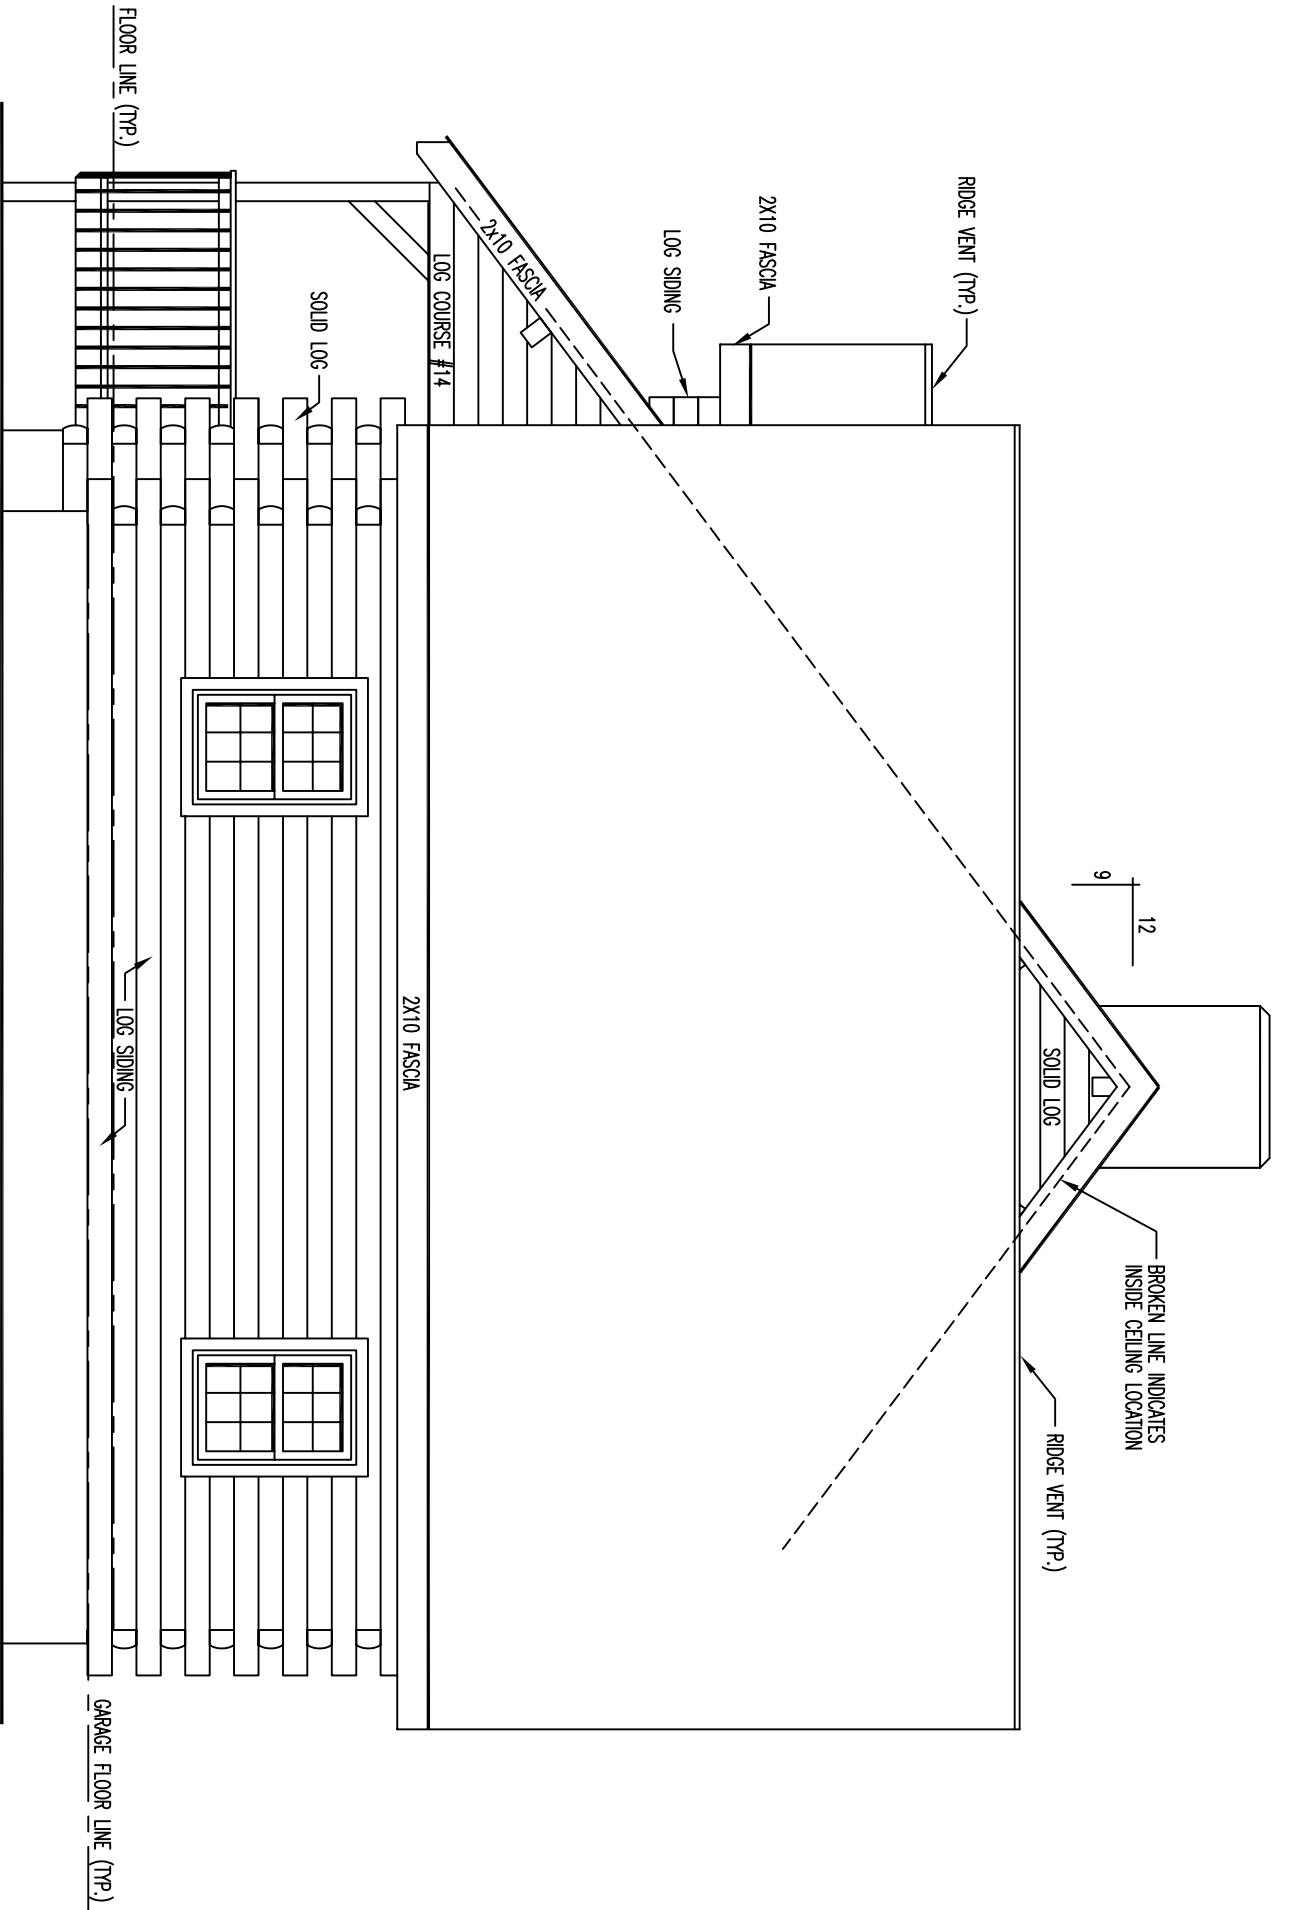 9
12
BROKEN LINE INDICATES
INSIDE CEILING LOCATION
RIDGE VENT (TYP.)
SOLID LOG
RIDGE VENT (TYP.)
2X10 FASCIA
LOG SIDING
2x10 FASCIA
LOG COURSE #14
2X10 FASCIA
SOLID LOG
FLOOR LINE (TYP.)
LOG SIDING
GARAGE FLOOR LINE (TYP.)